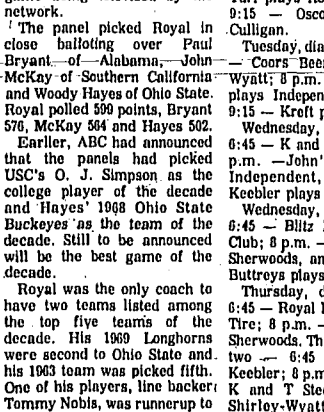 network.
The panel picked Royal in
close balloting over Paul
Bryant of Alabama, John
McKay of Southern California
and Woody Hayes of Ohio State.
Royal polled 599 points, Bryant
576, McKay 564 and Hayes 502.
Earlier, ABC had announced
that the panels had picked
USC's O. J. Simpson as the
college player of the decade
and Hayes' 1968 Ohio State
Buckeyes as the team of the
decade. Still to be announced
will be the best game of the
decade.
Royal was the only coach to
have two teams listed among
the top five teams of the
decade. His 1969 Longhorns
were second to Ohio State and
his 1963 team was picked fifth.
One of his players, line backer
Tommy Nobis, was runnerup to
9:15 — Osco
Culligan.
Tuesday, dia
— Coors Beer
Wyatt; 8 p.m.
plays Indepen
9:15 — Kroft p
Wednesday,
6:45 — K and
p.m. —John'
Independent,
Keebler plays
Wednesday,
6:45 — Blitz
Club; 8 p.m. —
Sherwoods, an
Buttreys plays
Thursday, d
6:45 — Royal
Tire; 8 p.m. —
Sherwoods. Th
two — 6:45
Keebler; 8 p.m
K and T Stee
Shirley-Wyatt